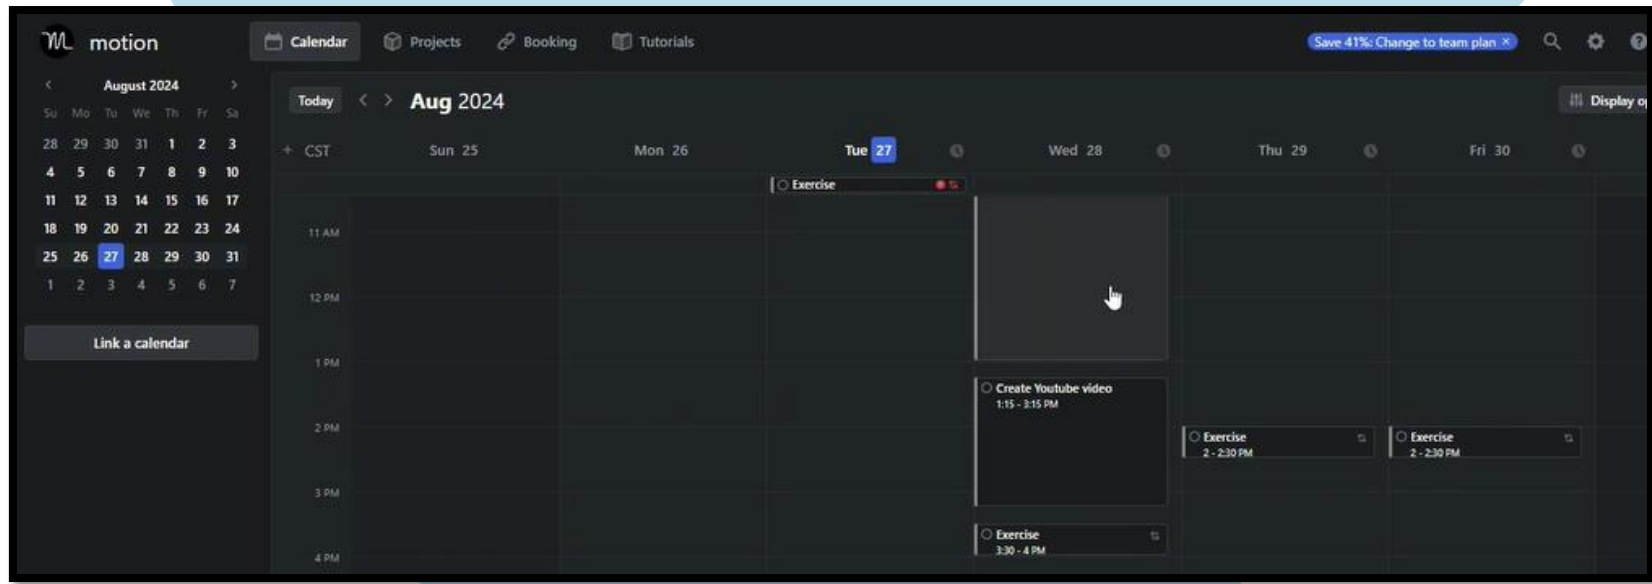 motion
Calendar
Projects
Booking
Tutorials
Save 41%: Change to team plan ×
August 2024
Su Mo Tu We Th Fr Sa
28 29 30 31 1 2 3
4 5 6 7 8 9 10
11 12 13 14 15 16 17
18 19 20 21 22 23 24
25 26 27 28 29 30 31
1 2 3 4 5 6 7
Link a calendar
Today
Aug 2024
Display
+ CST
Sun 25
Mon 26
Tue 27
Wed 28
Thu 29
Fri 30
Exercise
11 AM
12 PM
1 PM
Create Youtube video
1:15 - 3:15 PM
2 PM
Exercise
2 - 2:30 PM
Exercise
2 - 2:30 PM
3 PM
Exercise
3:30 - 4 PM
4 PM